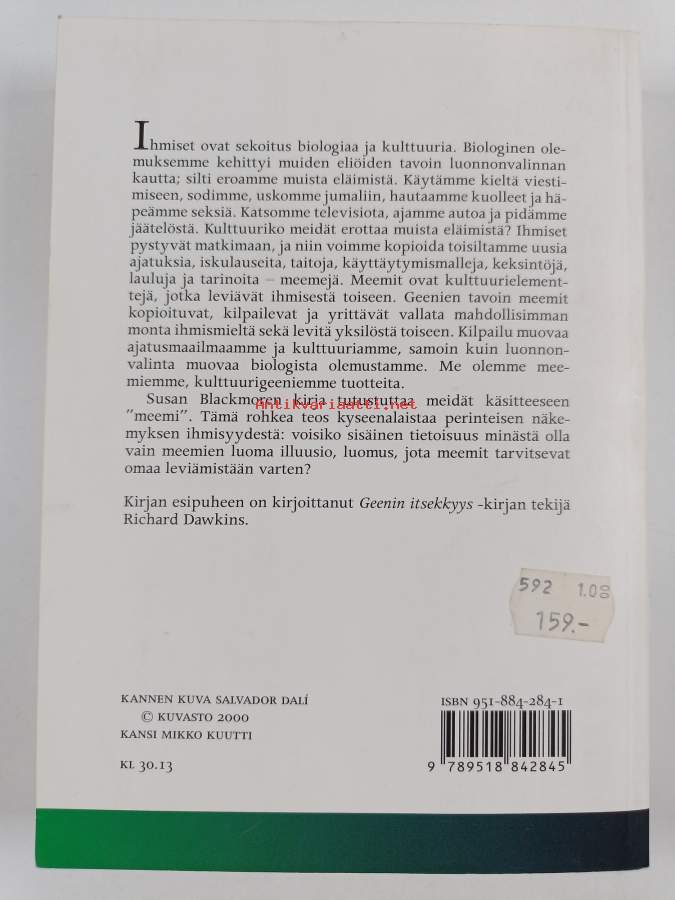 Ihmiset ovat sekoitus biologiaa ja kulttuuria. Biologinen ole-
muksemme kehittyi muiden eliöiden tavoin luonnonvalinnan
kautta; silti eroamme muista eläimistä. Käytämme kieltä viesti-
miseen, sodimme, uskomme jumaliin, hautaamme kuolleet ja hä-
peämme seksiä. Katsomme televisiota, ajamme autoa ja pidämme
jäätelöstä. Kulttuuriko meidät erottaa muista eläimistä? Ihmiset
pystyvät matkimaan, ja niin voimme kopioida toisiltamme uusia
ajatuksia, iskulauseita, taitoja, käyttäytymismalleja, keksintöjä,
lauluja ja tarinoita – meemejä. Meemit ovat kulttuurielement-
tejä, jotka leviävät ihmisestä toiseen. Geenien tavoin meemit
kopioituvat, kilpailevat ja yrittävät vallata mahdollisimman
monta ihmismieltä sekä levitä yksilöstä toiseen. Kilpailu muovaa
ajatusmaailmaamme ja kulttuuriamme, samoin kuin luonnon-
valinta muovaa biologista olemustamme. Me olemme mee-
miemme, kulttuurigeeniemme tuotteita.
Susan Blackmoren kirja tutustuttaa meidät käsitteeseen
Antikvariaatti.net
"meemi". Tämä rohkea teos kyseenalaistaa perinteisen näke-
myksen ihmisyydestä: voisiko sisäinen tietoisuus minästä olla
vain meemien luoma illuusio, luomus, jota meemit tarvitsevat
omaa leviämistään varten?
Kirjan esipuheen on kirjoittanut Geenin itsekkyys -kirjan tekijä
Richard Dawkins.
592 1.00
159.-
KANNEN KUVA SALVADOR DALÍ
© KUVASTO 2000
KANSI MIKKO KUUTTI
KL 30.13
ISBN 951-884-284-1
9 789518 842845